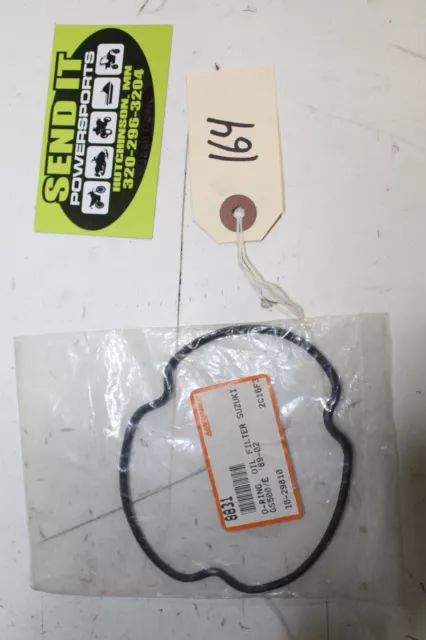 SEND IT
POWERSPORTS
HUTCHINSON, MN
320-296-3204
164
8831
O-RING, OIL FILTER SUZUKI
GS500/E 89-02
2C16F3
10-29810